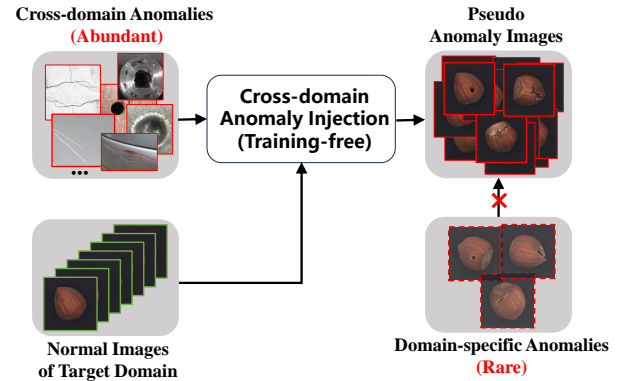 Cross-domain Anomalies
(Abundant)
Pseudo
Anomaly Images
Cross-domain
Anomaly Injection
(Training-free)
Normal Images
of Target Domain
Domain-specific Anomalies
(Rare)